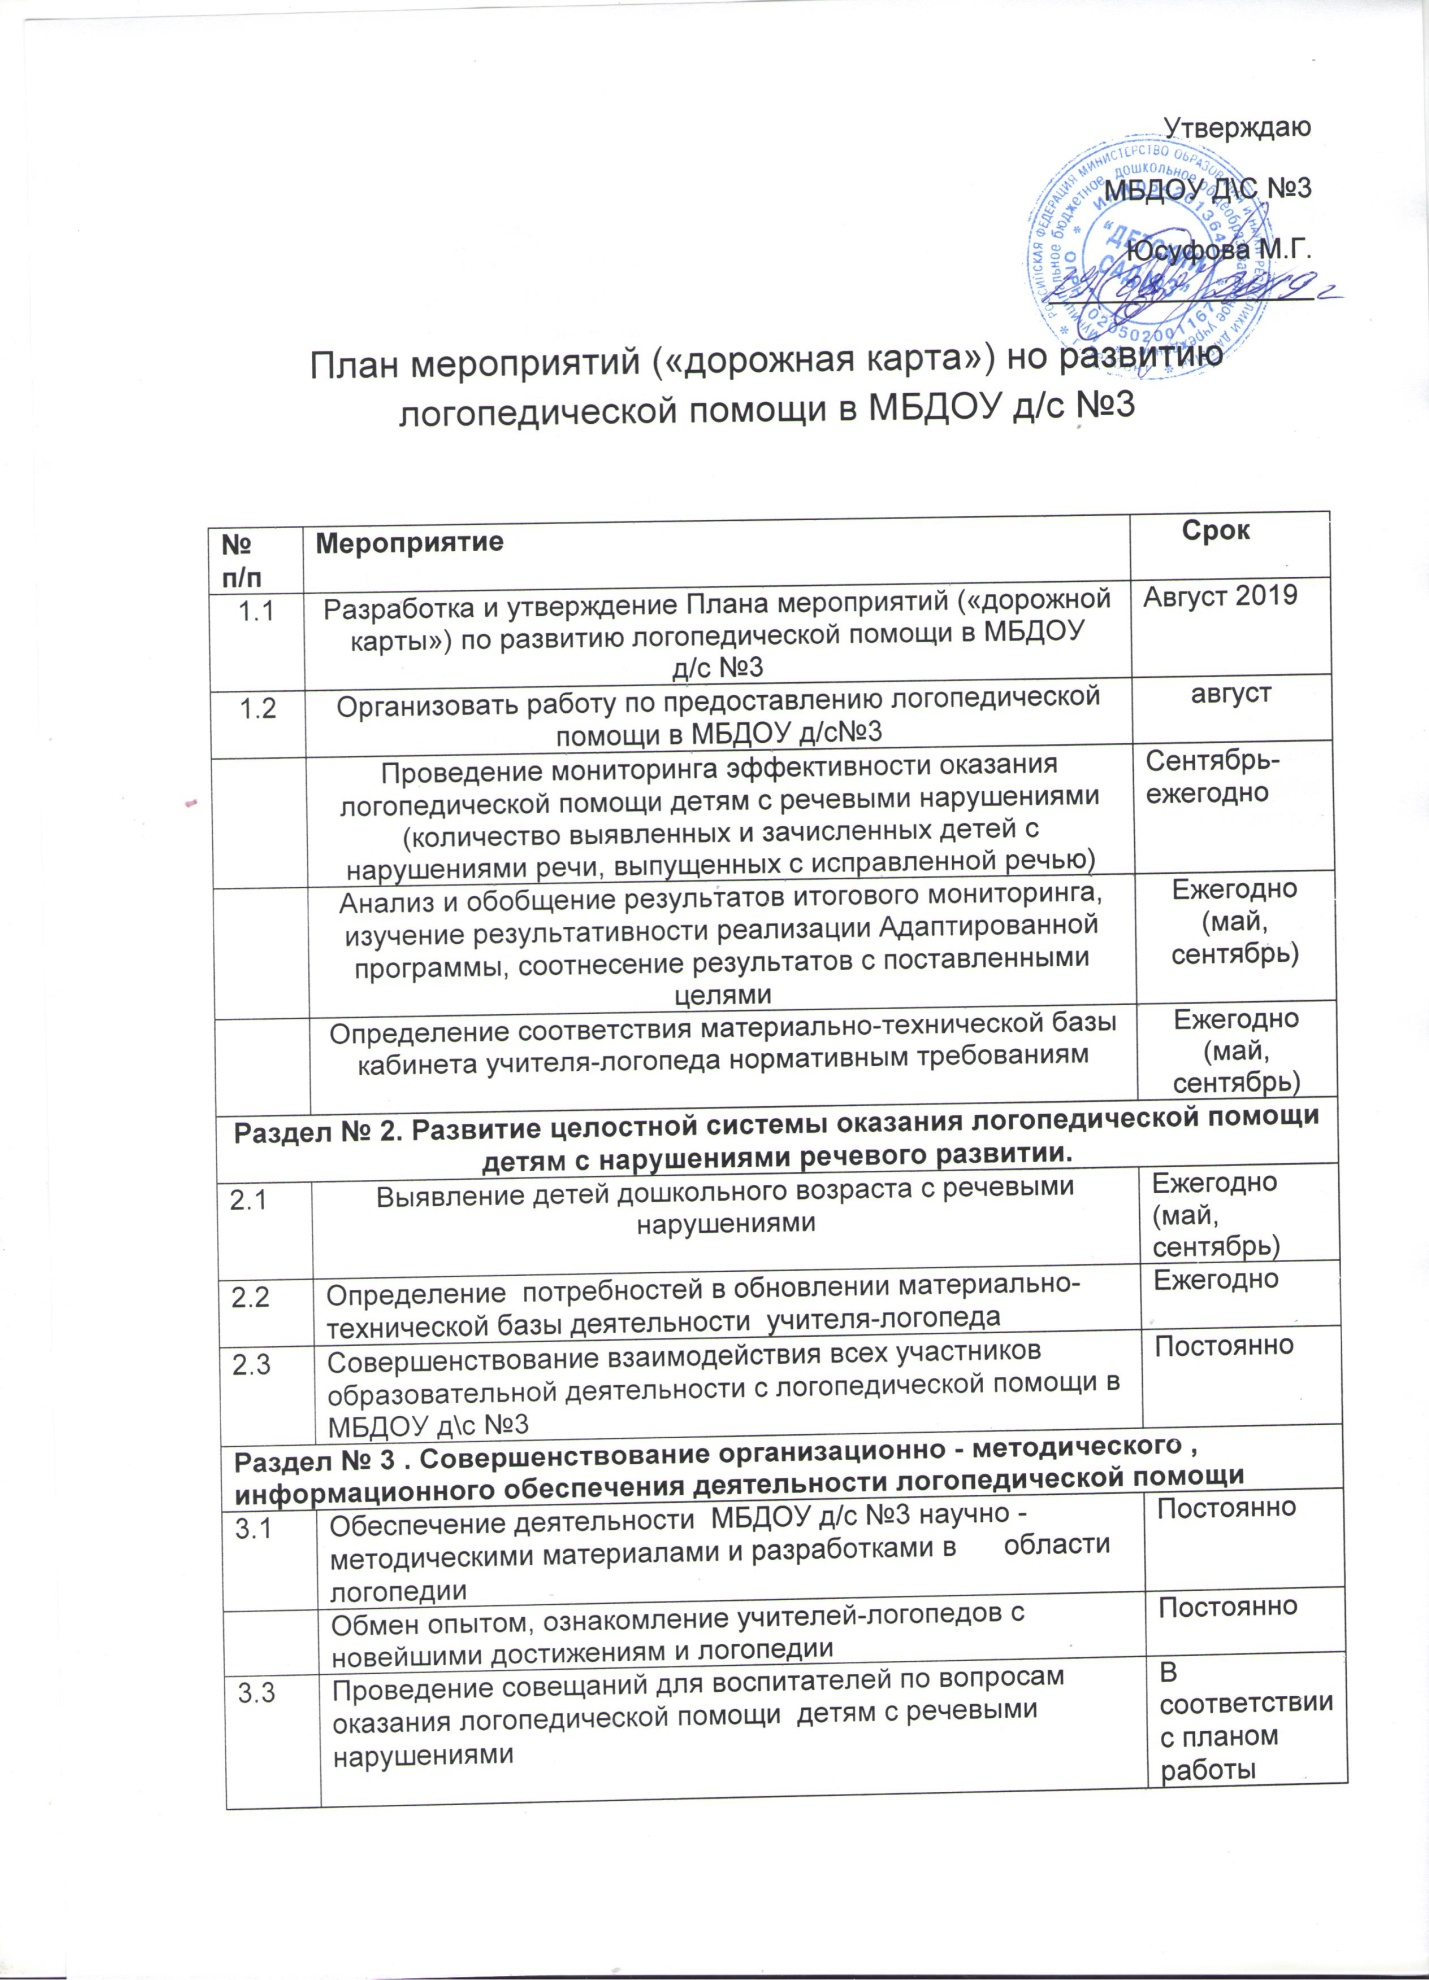 Утверждаю
МБДОУ Д\С №3
Юсуфова М.Г.
План мероприятий («дорожная карта») но развитию
логопедической помощи в МБДОУ д/с №3
№
п/п
Мероприятие
Срок
1.1
Разработка и утверждение Плана мероприятий («дорожной
карты») по развитию логопедической помощи в МБДОУ
д/с №3
Август 2019
1.2
Организовать работу по предоставлению логопедической
помощи в МБДОУ д/с№3
август
Проведение мониторинга эффективности оказания
логопедической помощи детям с речевыми нарушениями
(количество выявленных и зачисленных детей с
нарушениями речи, выпущенных с исправленной речью)
Сентябрь-
ежегодно
Анализ и обобщение результатов итогового мониторинга,
изучение результативности реализации Адаптированной
программы, соотнесение результатов с поставленными
целями
Ежегодно
(май,
сентябрь)
Определение соответствия материально-технической базы
кабинета учителя-логопеда нормативным требованиям
Ежегодно
(май,
сентябрь)
Раздел № 2. Развитие целостной системы оказания логопедической помощи
детям с нарушениями речевого развитии.
2.1
Выявление детей дошкольного возраста с речевыми
нарушениями
Ежегодно
(май,
сентябрь)
2.2
Определение  потребностей в обновлении материально-
технической базы деятельности  учителя-логопеда
Ежегодно
2.3
Совершенствование взаимодействия всех участников
образовательной деятельности с логопедической помощи в
МБДОУ д\с №3
Постоянно
Раздел № 3 . Совершенствование организационно - методического ,
информационного обеспечения деятельности логопедической помощи
3.1
Обеспечение деятельности  МБДОУ д/с №3 научно -
методическими материалами и разработками в      области
логопедии
Постоянно
Обмен опытом, ознакомление учителей-логопедов с
новейшими достижениям и логопедии
Постоянно
3.3
Проведение совещаний для воспитателей по вопросам
оказания логопедической помощи  детям с речевыми
нарушениями
В
соответствии
с планом
работы